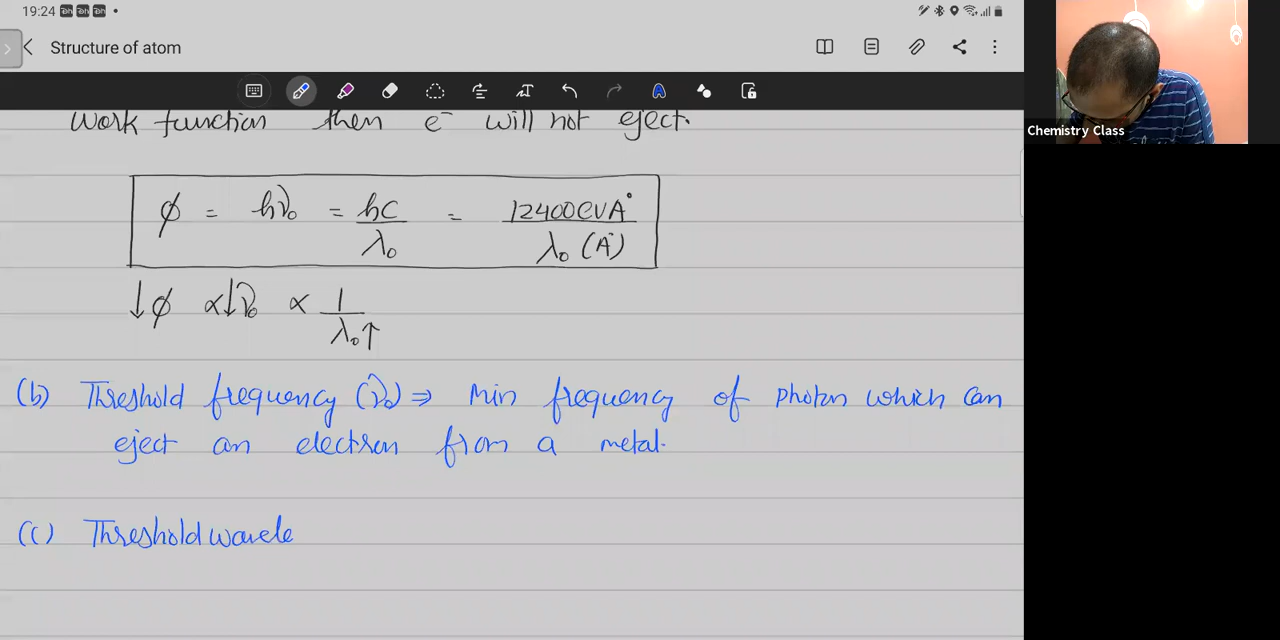 19:24
Structure of atom
Chemistry Class
Work function then e⁻ will not eject.
ϕ = hν₀ = hc/λ₀ = 12400eVA°/λ₀ (A°)
↓ϕ ∝↓ν₀ ∝ 1/λ₀↑
(b) Threshold frequency (ν₀) ⇒ Min frequency of photon which can
eject an electron from a metal.
(c) Threshold wavele